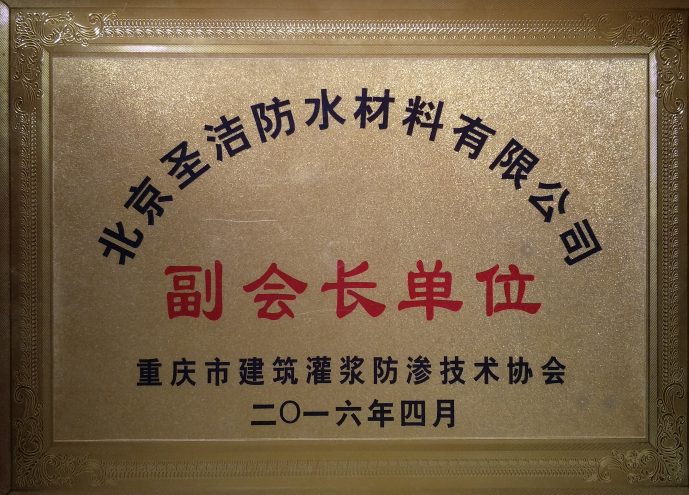 北京圣洁防水材料有限公司
副会长单位
重庆市建筑灌浆防渗技术协会
二〇一六年四月